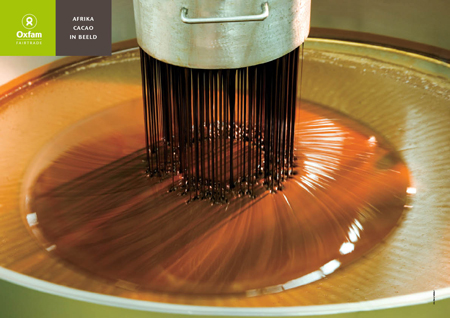 Oxfam
FAIRTRADE
AFRIKA
CACAO
IN BEELD